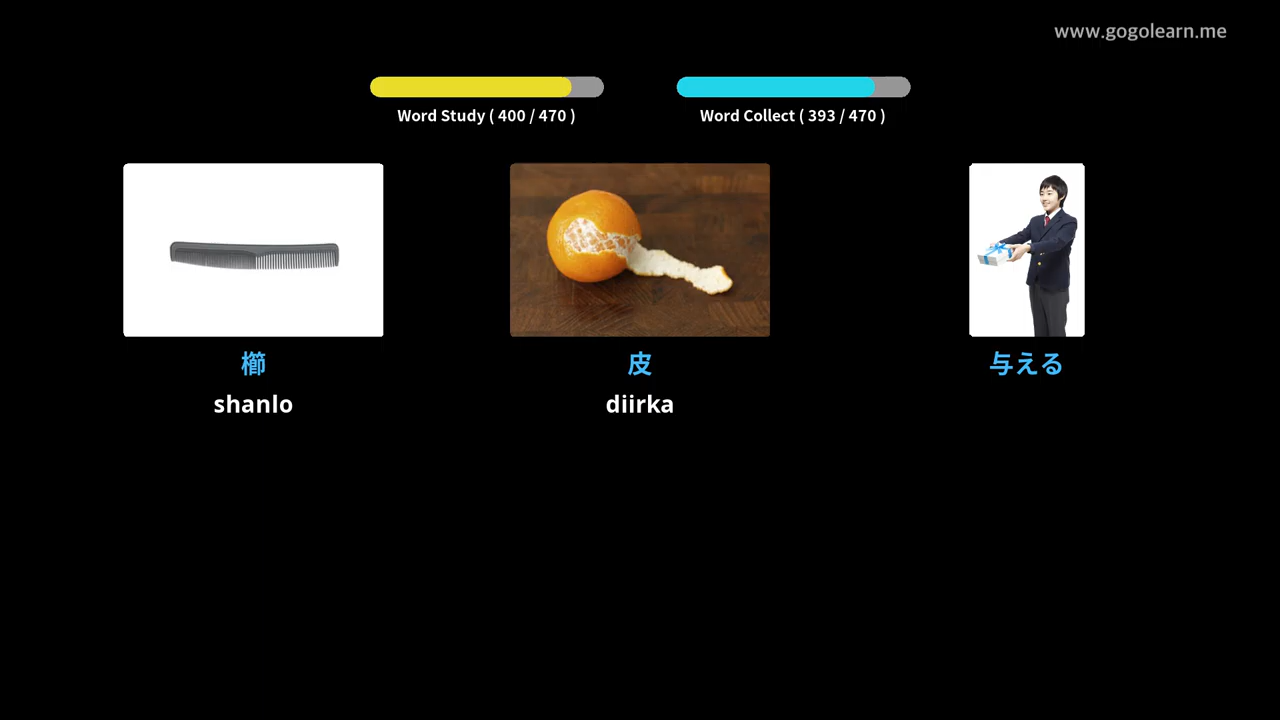 www.gogolearn.me
Word Study ( 400 / 470 )
Word Collect ( 393 / 470 )
櫛
皮
与える
shanlo
diirka